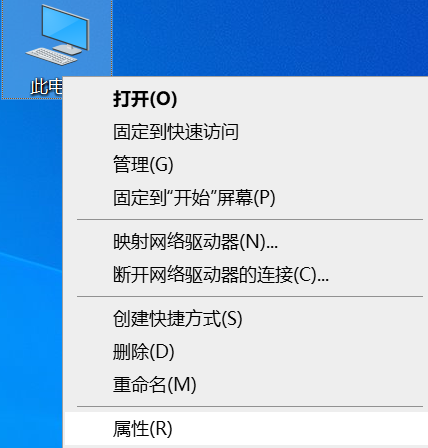 此电
打开(O)
固定到快速访问
管理(G)
固定到“开始”屏幕(P)
映射网络驱动器(N)...
断开网络驱动器的连接(C)...
创建快捷方式(S)
删除(D)
重命名(M)
属性(R)